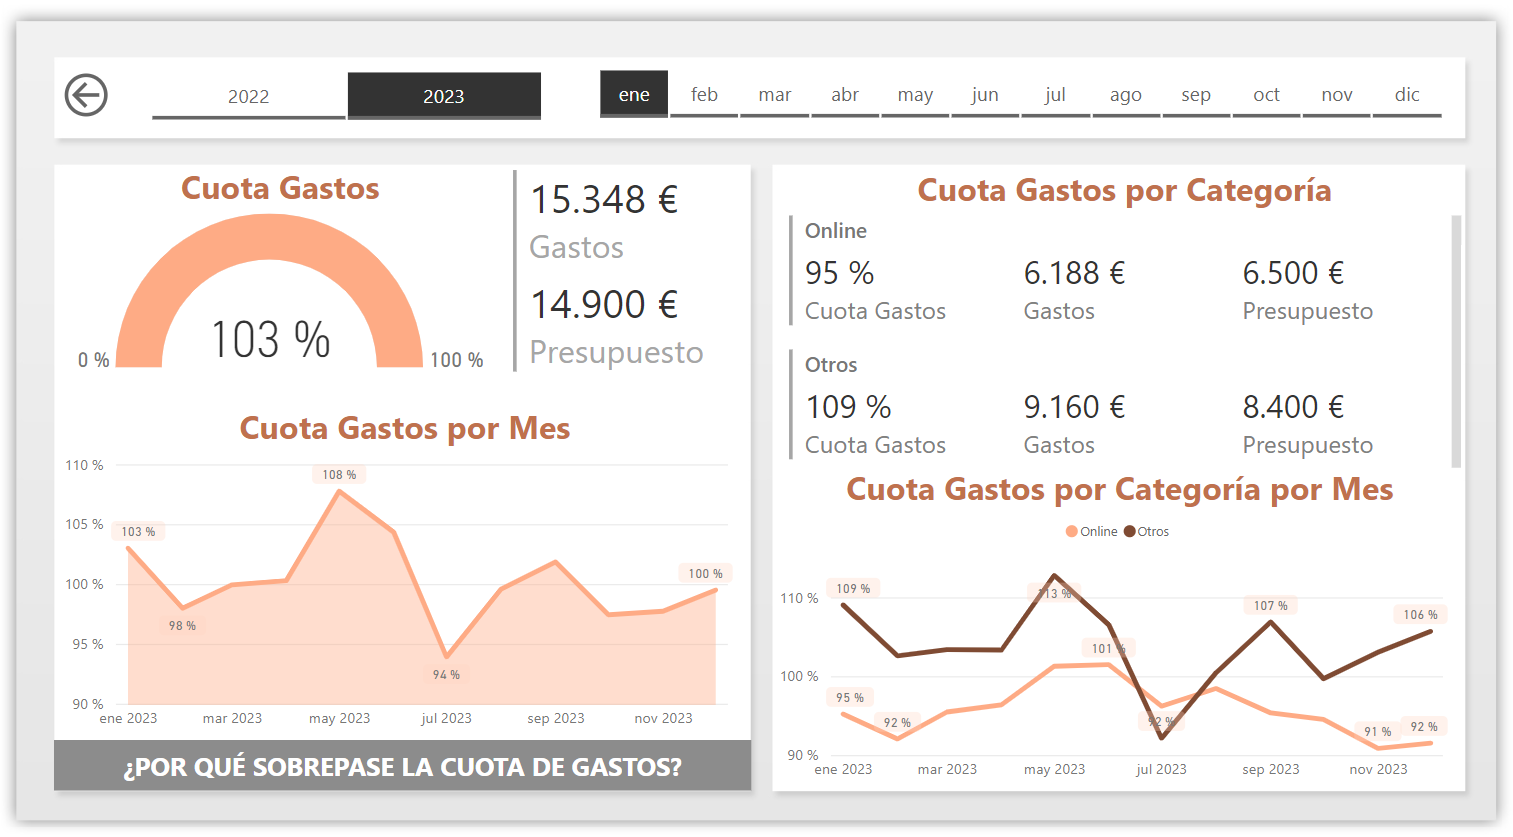 2022 2023 ene feb mar abr may jun jul ago sep oct nov dic
Cuota Gastos
103 %
0 %
100 %
15.348 €
Gastos
14.900 €
Presupuesto
Cuota Gastos por Mes
110 %
105 %
100 %
95 %
90 %
103 %
98 %
108 %
94 %
100 %
ene 2023 mar 2023 may 2023 jul 2023 sep 2023 nov 2023
¿POR QUÉ SOBREPASE LA CUOTA DE GASTOS?
Cuota Gastos por Categoría
Online
95 % 6.188 € 6.500 €
Cuota Gastos Gastos Presupuesto
Otros
109 % 9.160 € 8.400 €
Cuota Gastos Gastos Presupuesto
Cuota Gastos por Categoría por Mes
Online Otros
110 %
100 %
90 %
109 %
113 %
107 %
106 %
95 %
92 %
101 %
92 %
91 %
92 %
ene 2023 mar 2023 may 2023 jul 2023 sep 2023 nov 2023